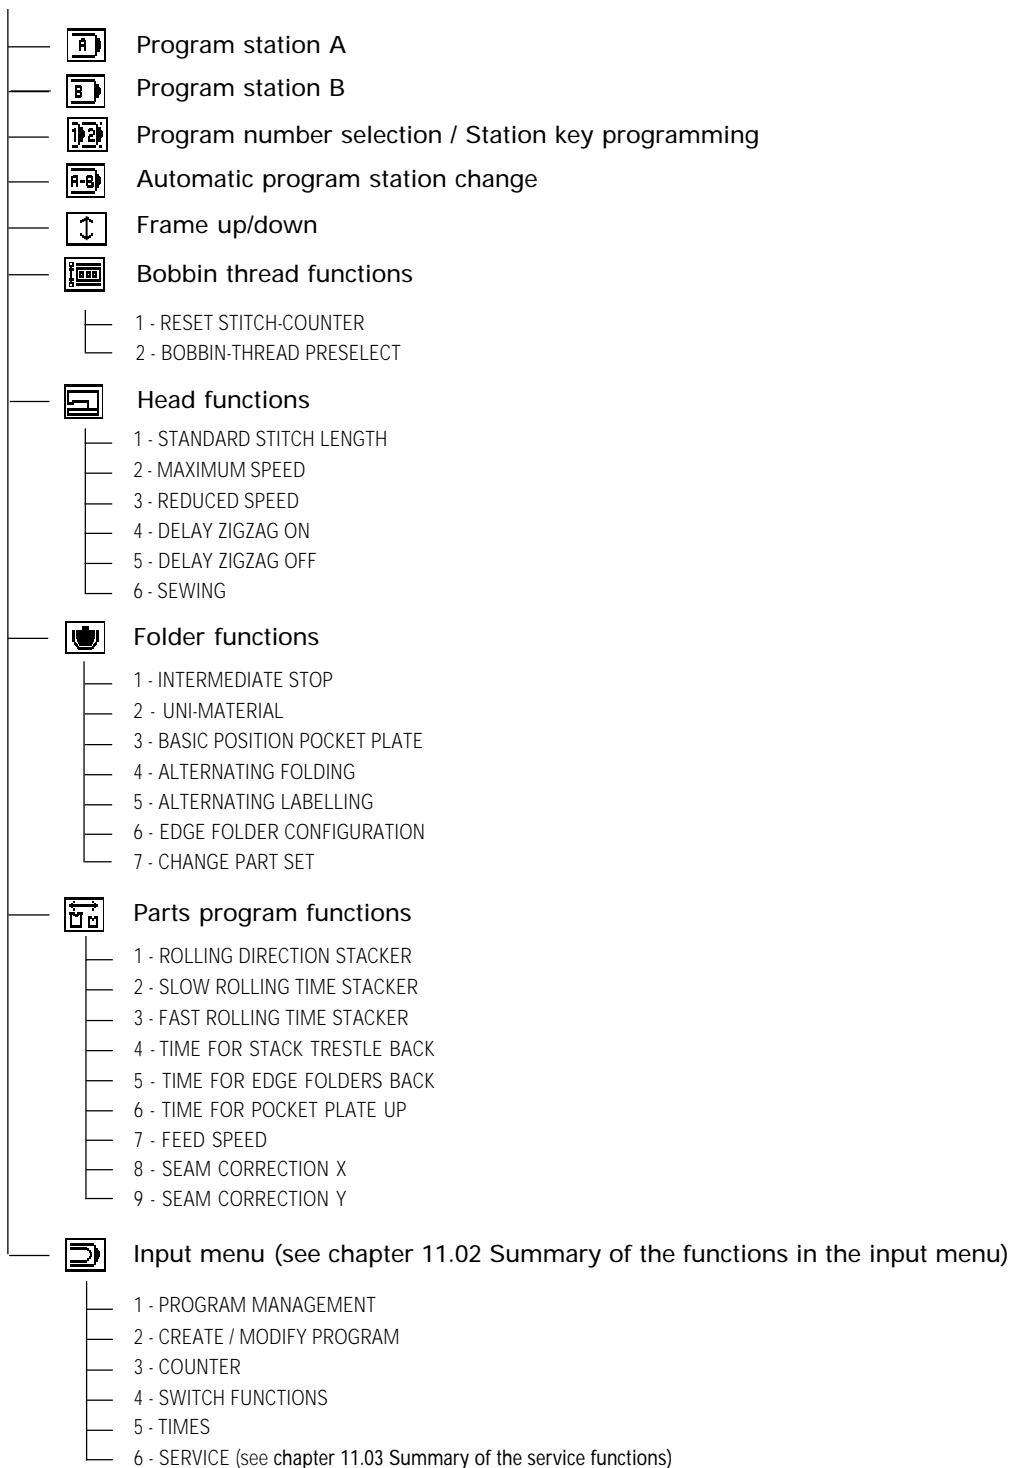 A Program station A
B Program station B
1 2 Program number selection / Station key programming
A-B Automatic program station change
Frame up/down
Bobbin thread functions
1 - RESET STITCH-COUNTER
2 - BOBBIN-THREAD PRESELECT
Head functions
1 - STANDARD STITCH LENGTH
2 - MAXIMUM SPEED
3 - REDUCED SPEED
4 - DELAY ZIGZAG ON
5 - DELAY ZIGZAG OFF
6 - SEWING
Folder functions
1 - INTERMEDIATE STOP
2 - UNI-MATERIAL
3 - BASIC POSITION POCKET PLATE
4 - ALTERNATING FOLDING
5 - ALTERNATING LABELLING
6 - EDGE FOLDER CONFIGURATION
7 - CHANGE PART SET
Parts program functions
1 - ROLLING DIRECTION STACKER
2 - SLOW ROLLING TIME STACKER
3 - FAST ROLLING TIME STACKER
4 - TIME FOR STACK TRESTLE BACK
5 - TIME FOR EDGE FOLDERS BACK
6 - TIME FOR POCKET PLATE UP
7 - FEED SPEED
8 - SEAM CORRECTION X
9 - SEAM CORRECTION Y
Input menu (see chapter 11.02 Summary of the functions in the input menu)
1 - PROGRAM MANAGEMENT
2 - CREATE / MODIFY PROGRAM
3 - COUNTER
4 - SWITCH FUNCTIONS
5 - TIMES
6 - SERVICE (see chapter 11.03 Summary of the service functions)